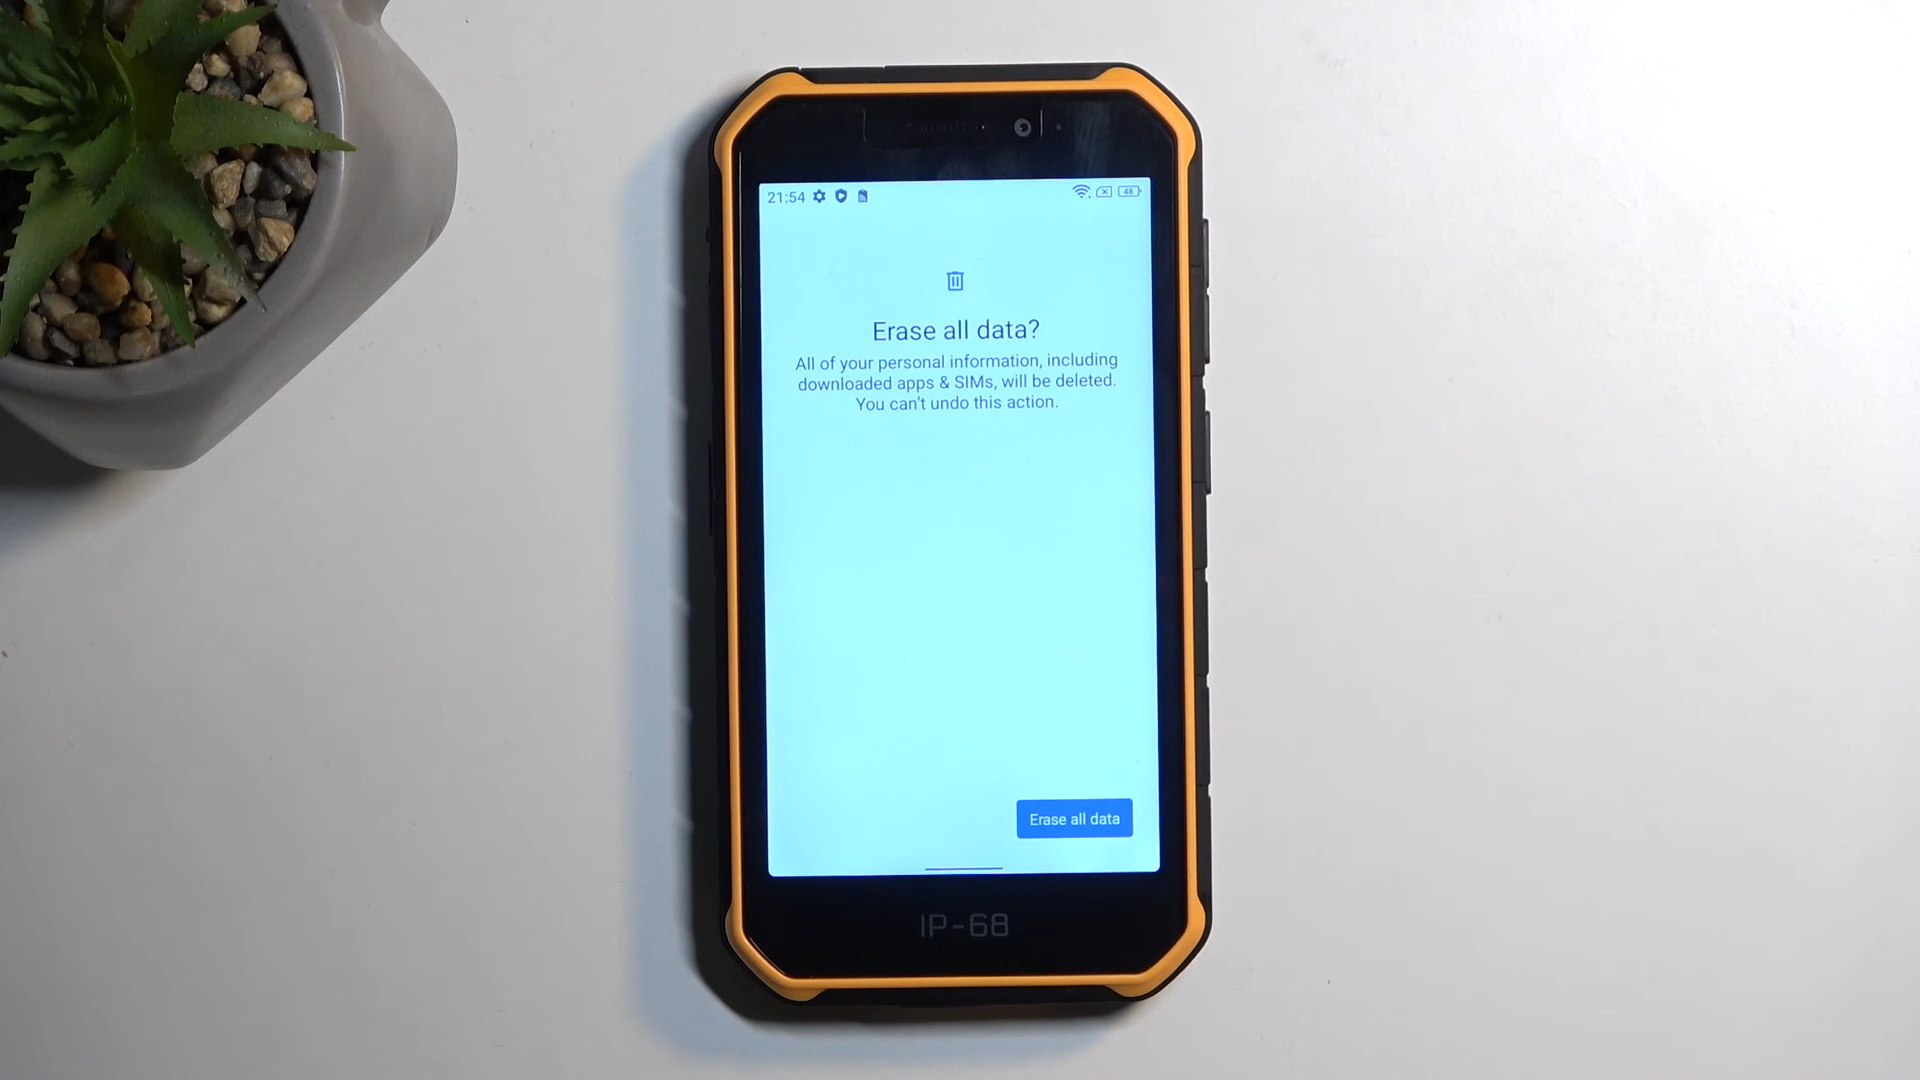 21:54
48
Erase all data?
All of your personal information, including
downloaded apps & SIMs, will be deleted.
You can't undo this action.
Erase all data
IP-68